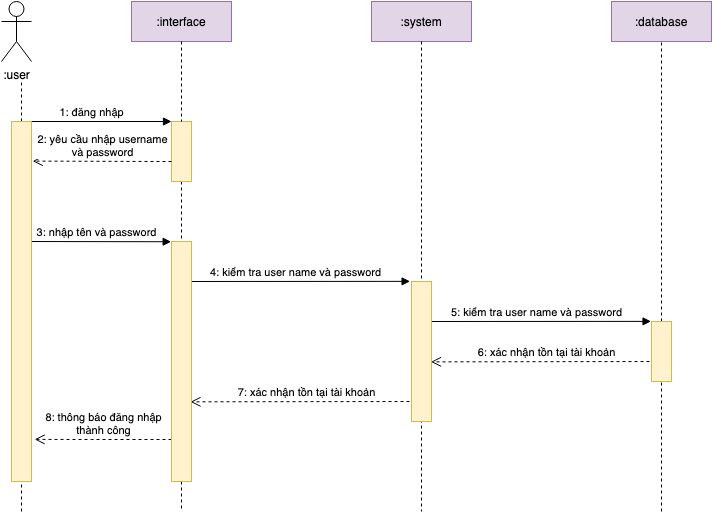 :interface
:system
:database
:user
1: đăng nhập
2: yêu cầu nhập username
và password
3: nhập tên và password
4: kiểm tra user name và password
5: kiểm tra user name và password
6: xác nhận tồn tại tài khoản
7: xác nhận tồn tại tài khoản
8: thông báo đăng nhập
thành công